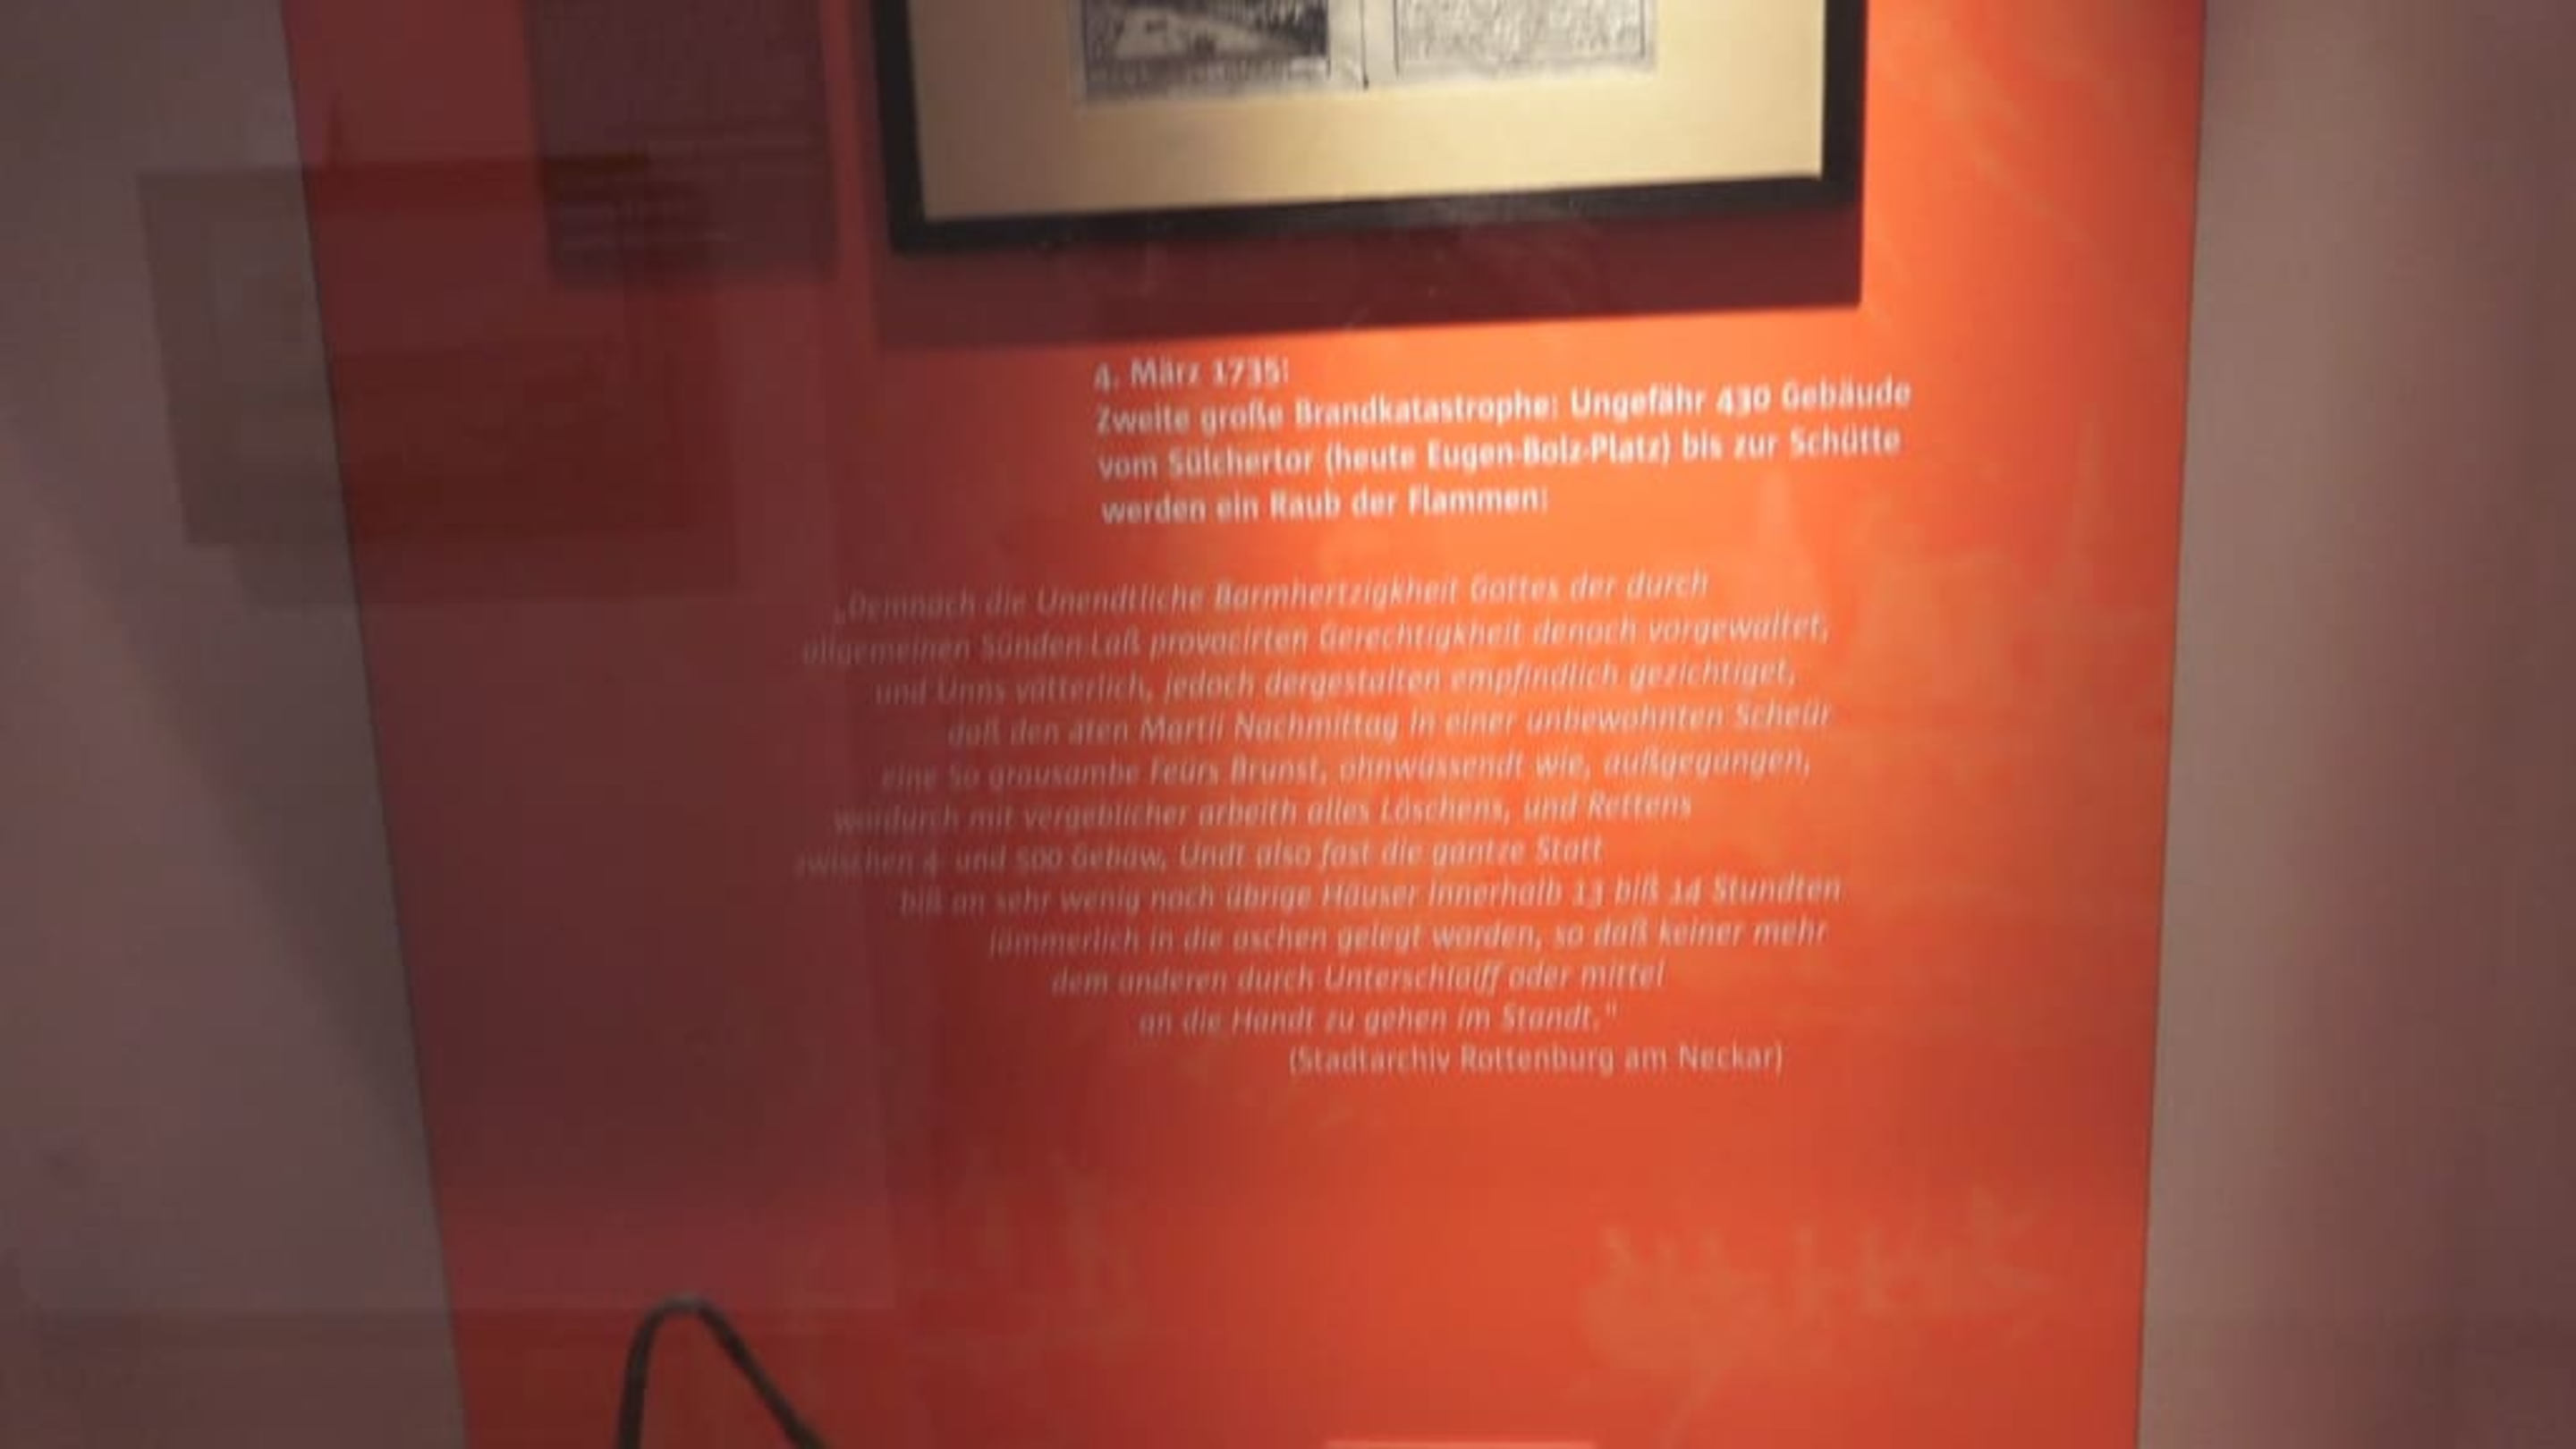 4. März 1735:
Zweite große Brandkatastrophe: Ungefähr 430 Gebäude
vom Sülchertor (heute Eugen-Bolz-Platz) bis zur Schütte
werden ein Raub der Flammen:
„Demnach die Unendtliche Barmhertzigkheit Gottes der durch
allgemeinen Sünden-Laß provocirten Gerechtigkheit denoch vorgewaltet,
und Unns vätterlich, jedoch dergestalten empfindlich gezichtiget,
daß den 4ten Martii Nachmittag in einer unbewohnten Scheür
eine So grausambe Feürs Brunst, ohnwüssendt wie, außgegangen,
wordurch mit vergeblicher arbeith alles Löschens, und Rettens
zwischen 4- und 500 Gebäw, Undt also fast die gantze Statt
biß an sehr wenig noch übrige Häuser innerhalb 13 biß 14 Stundten
jämmerlich in die aschen gelegt worden, so daß keiner mehr
dem anderen durch Unterschlaiff oder mittel
an die Handt zu gehen im Standt."
(Stadtarchiv Rottenburg am Neckar)